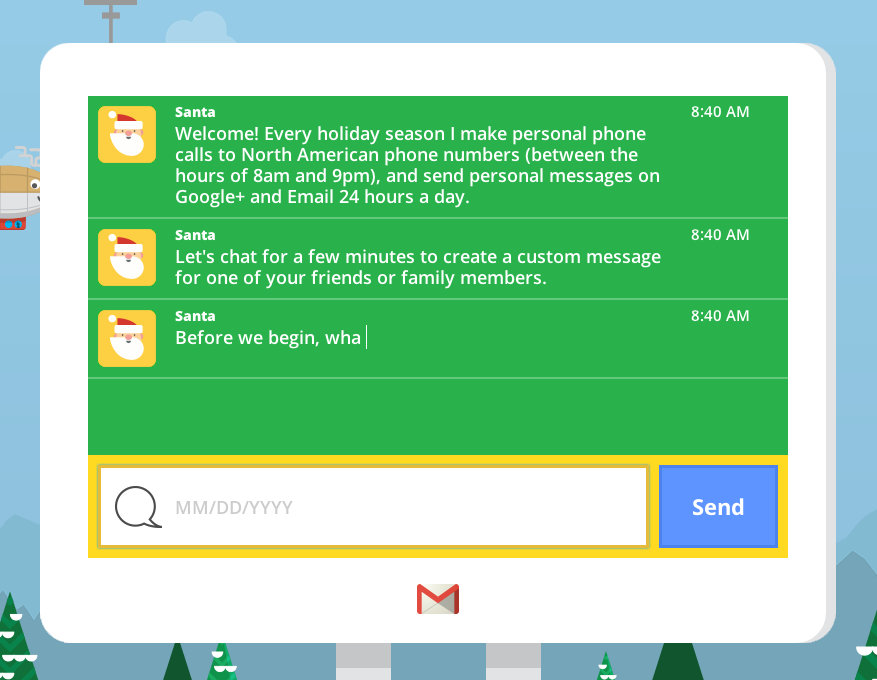 Santa
8:40 AM
Welcome! Every holiday season I make personal phone
calls to North American phone numbers (between the
hours of 8am and 9pm), and send personal messages on
Google+ and Email 24 hours a day.
Santa
8:40 AM
Let's chat for a few minutes to create a custom message
for one of your friends or family members.
Santa
8:40 AM
Before we begin, wha
MM/DD/YYYY
Send